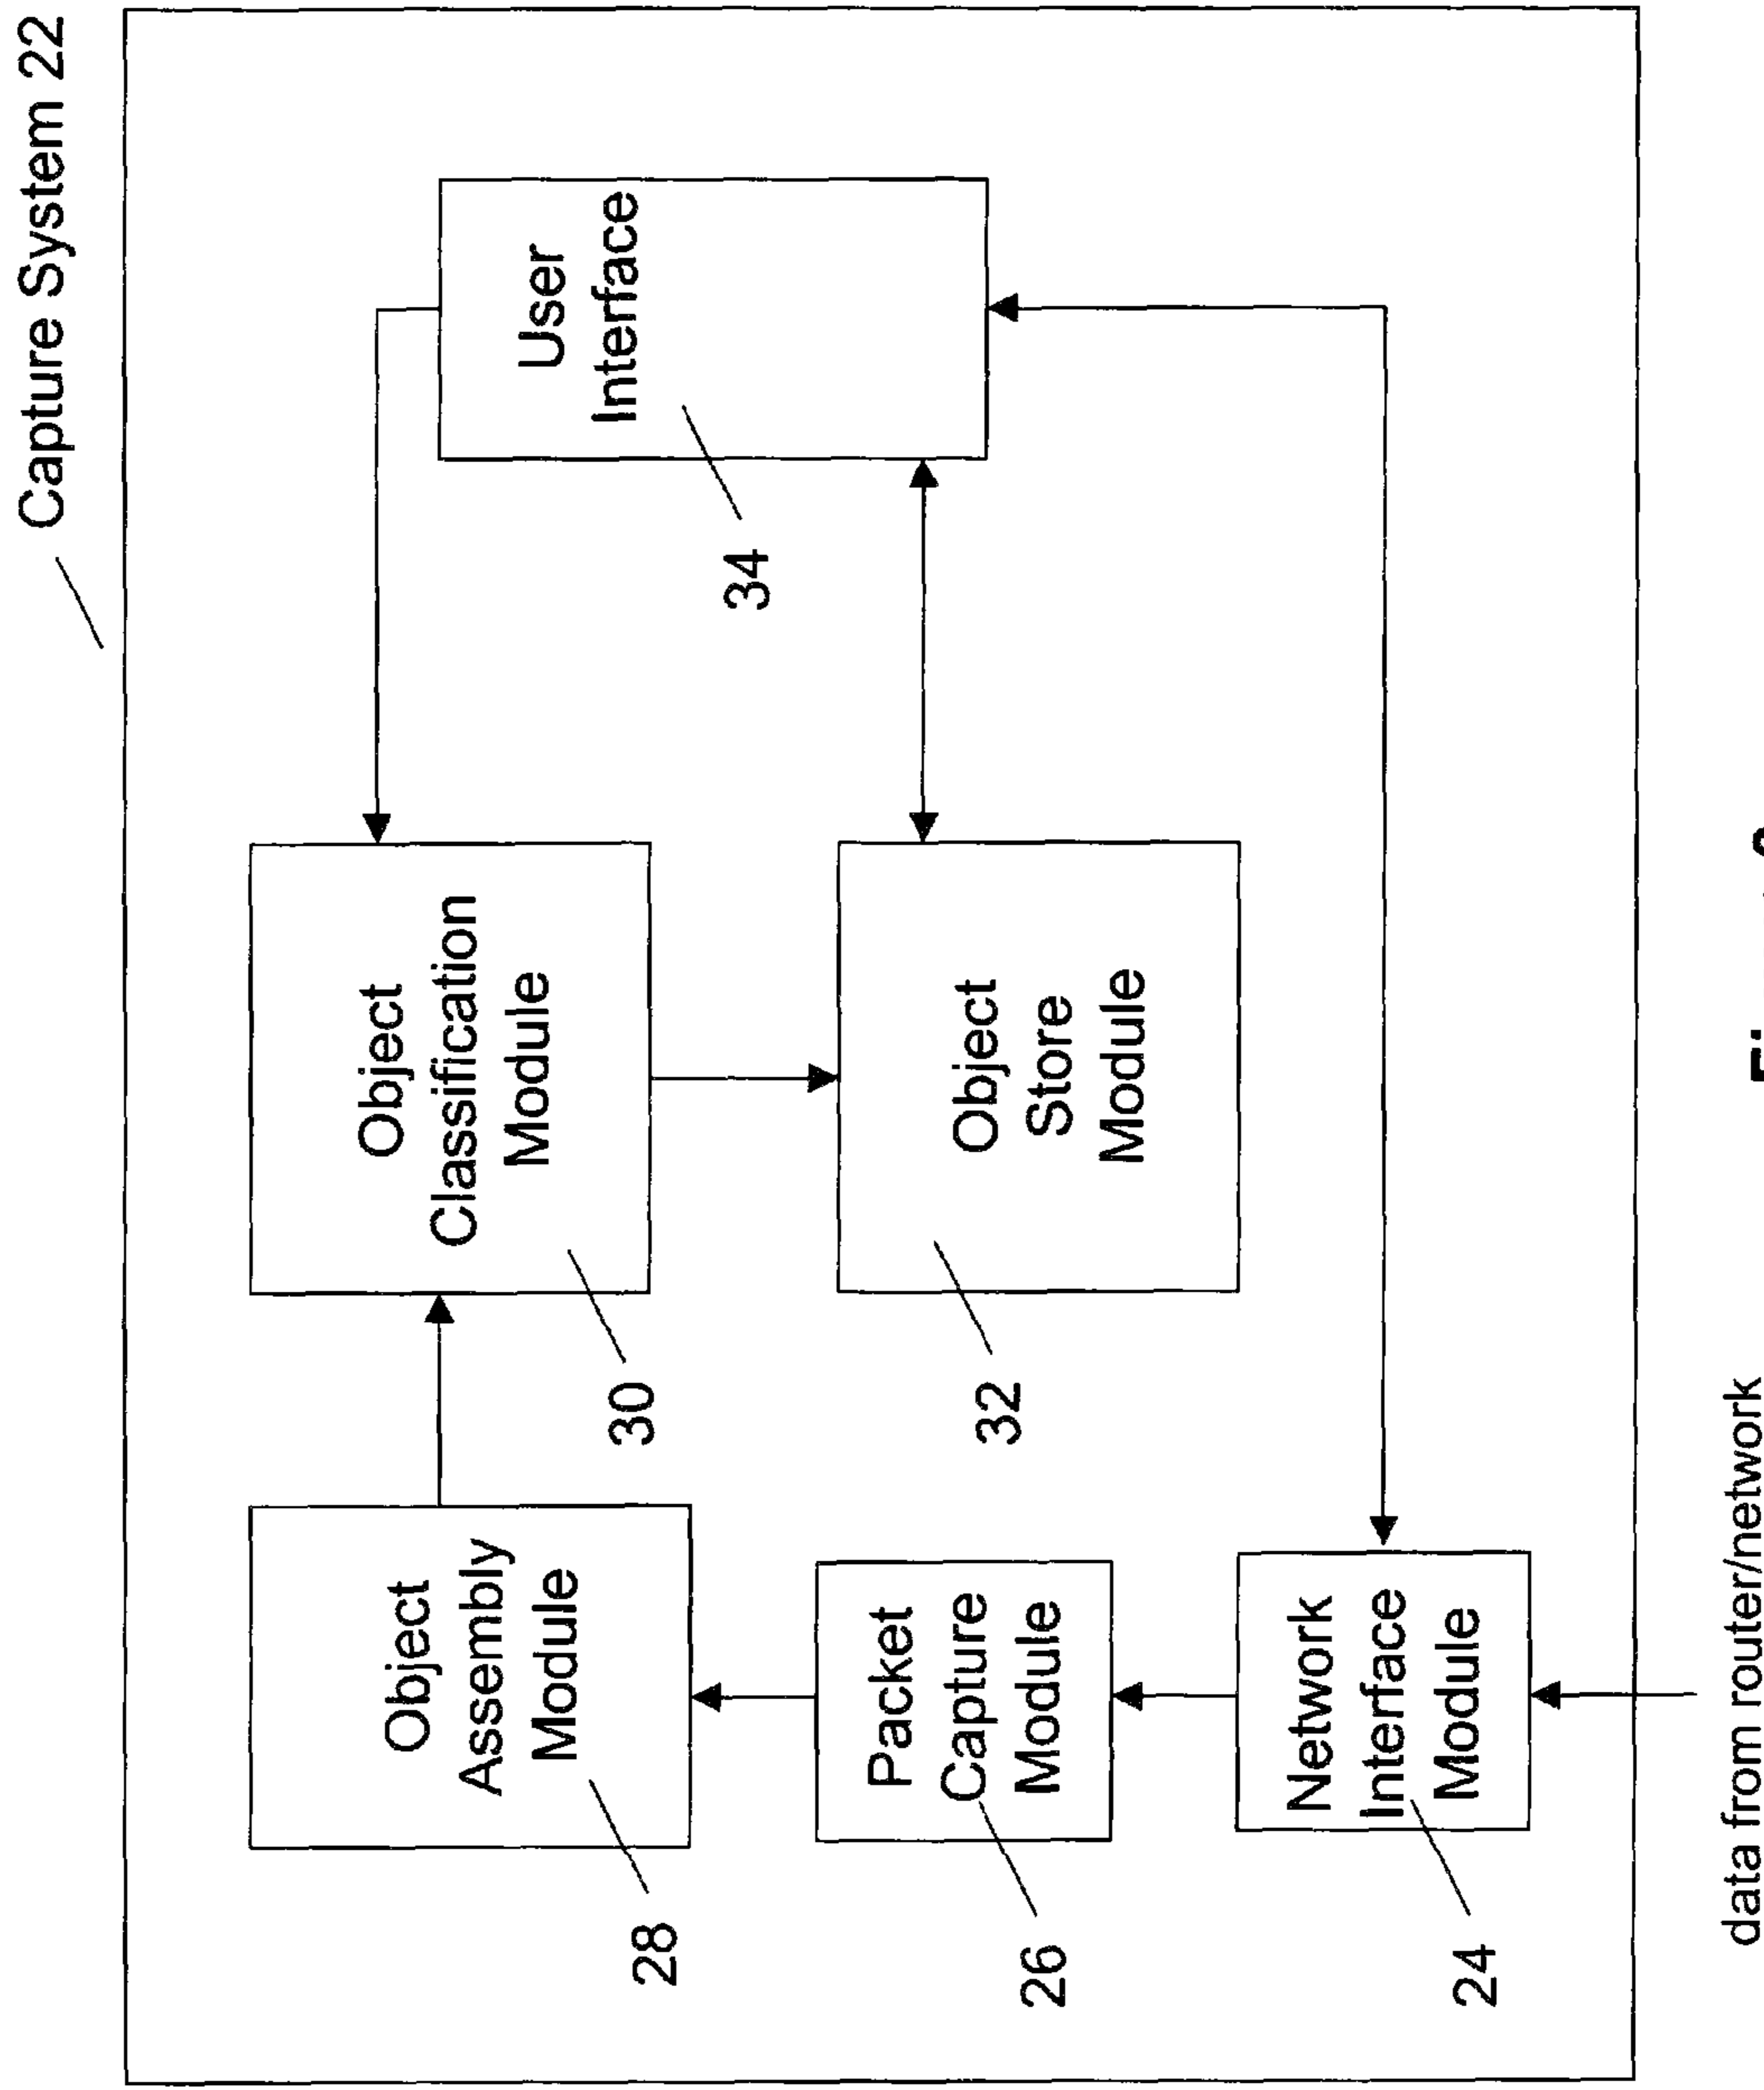 Capture System 22
Object
Assembly
Module
28
Object
Classification
Module
30
User
Interface
34
Packet
Capture
Module
26
Object
Store
Module
32
Network
Interface
Module
24
data from router/network